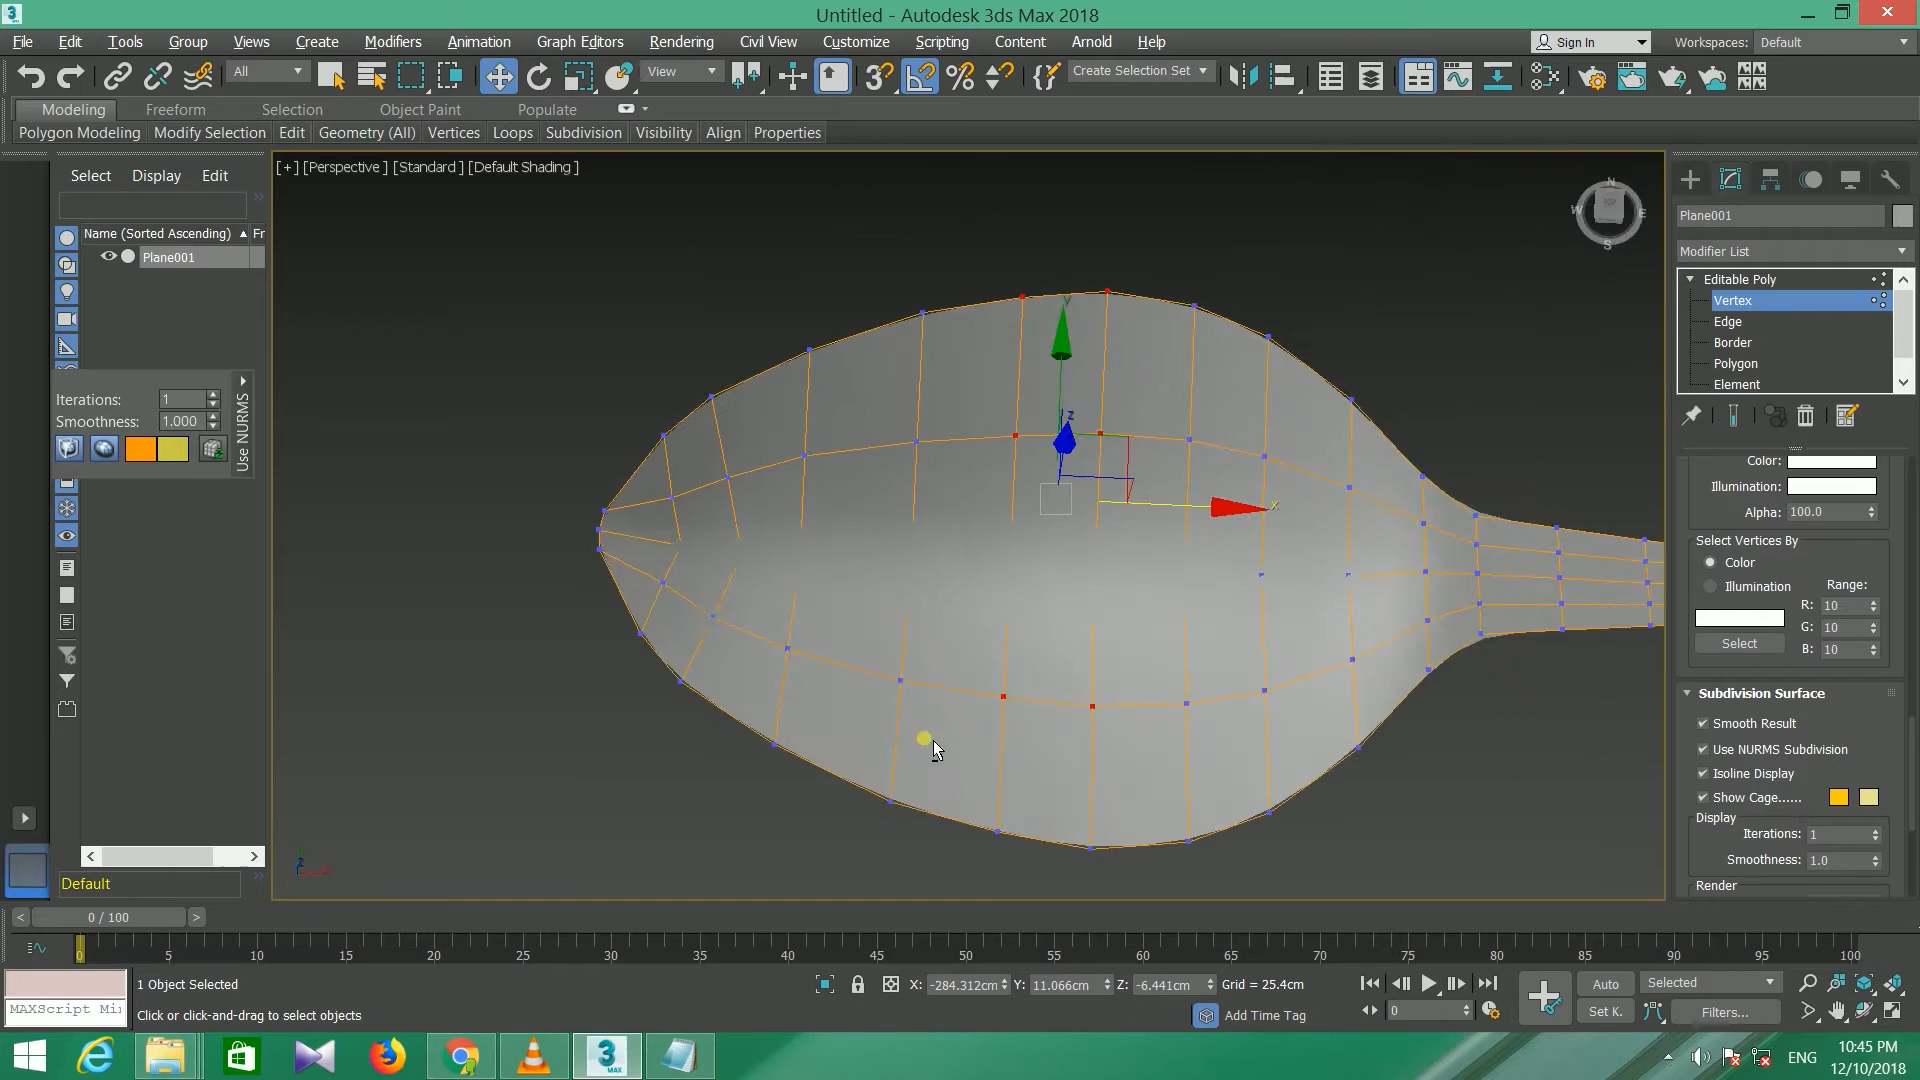 Untitled - Autodesk 3ds Max 2018
File Edit Tools Group Views Create Modifiers Animation Graph Editors Rendering Civil View Customize Scripting Content Arnold Help
Sign In Workspaces: Default
All View Create Selection Set
Modeling Freeform Selection Object Paint Populate
Polygon Modeling Modify Selection Edit Geometry (All) Vertices Loops Subdivision Visibility Align Properties
Select Display Edit
[+] [Perspective ] [Standard ] [Default Shading ]
Name (Sorted Ascending) Fr
Plane001
Iterations: 1
Smoothness: 1.000
Use NURMS
Default
N
W TOP E
S
y
z
x
z
Plane001
Modifier List
Editable Poly
Vertex
Edge
Border
Polygon
Element
Color:
Illumination:
Alpha: 100.0
Select Vertices By
Color
Illumination Range:
R: 10
G: 10
Select B: 10
Subdivision Surface
Smooth Result
Use NURMS Subdivision
Isoline Display
Show Cage......
Display
Iterations: 1
Smoothness: 1.0
Render
< 0 / 100 >
0 5 10 15 20 25 30 35 40 45 50 55 60 65 70 75 80 85 90 95 100
1 Object Selected X: -284.312cm Y: 11.066cm Z: -6.441cm Grid = 25.4cm Auto Selected
MAXScript Mi: Click or click-and-drag to select objects Add Time Tag 0 Set K. Filters...
3
MAX
ENG
10:45 PM
12/10/2018